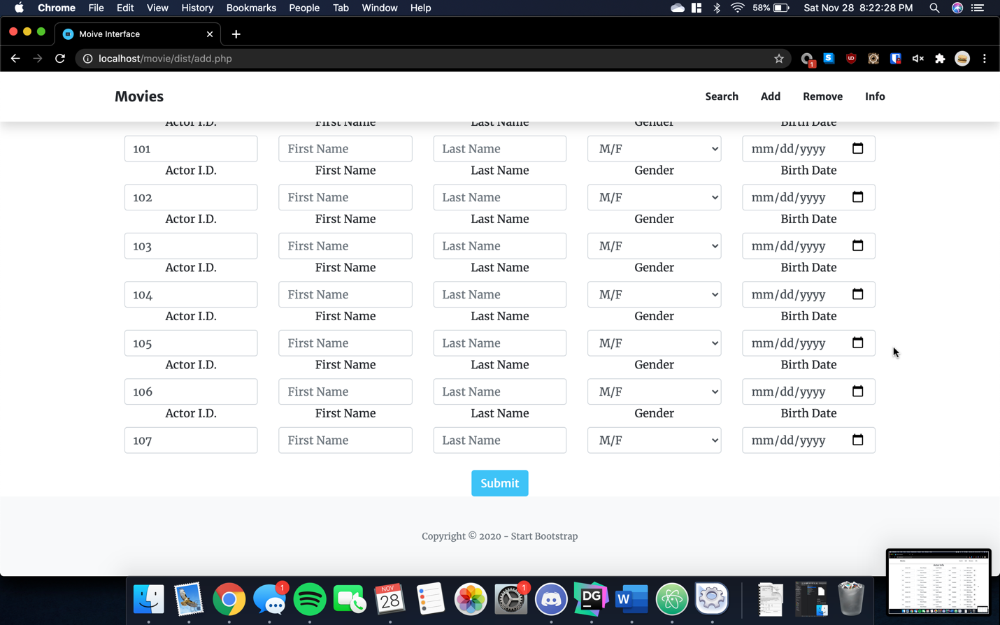 Chrome File Edit View History Bookmarks People Tab Window Help 58% Sat Nov 28 8:22:28 PM
Moive Interface
localhost/movie/dist/add.php 1 S UD
Movies Search Add Remove Info
Actor I.D. First Name Last Name Gender Birth Date
101 First Name Last Name M/F mm/dd/yyyy
Actor I.D. First Name Last Name Gender Birth Date
102 First Name Last Name M/F mm/dd/yyyy
Actor I.D. First Name Last Name Gender Birth Date
103 First Name Last Name M/F mm/dd/yyyy
Actor I.D. First Name Last Name Gender Birth Date
104 First Name Last Name M/F mm/dd/yyyy
Actor I.D. First Name Last Name Gender Birth Date
105 First Name Last Name M/F mm/dd/yyyy
Actor I.D. First Name Last Name Gender Birth Date
106 First Name Last Name M/F mm/dd/yyyy
Actor I.D. First Name Last Name Gender Birth Date
107 First Name Last Name M/F mm/dd/yyyy
Submit
Copyright © 2020 - Start Bootstrap
1 NOV 28 1 DG W